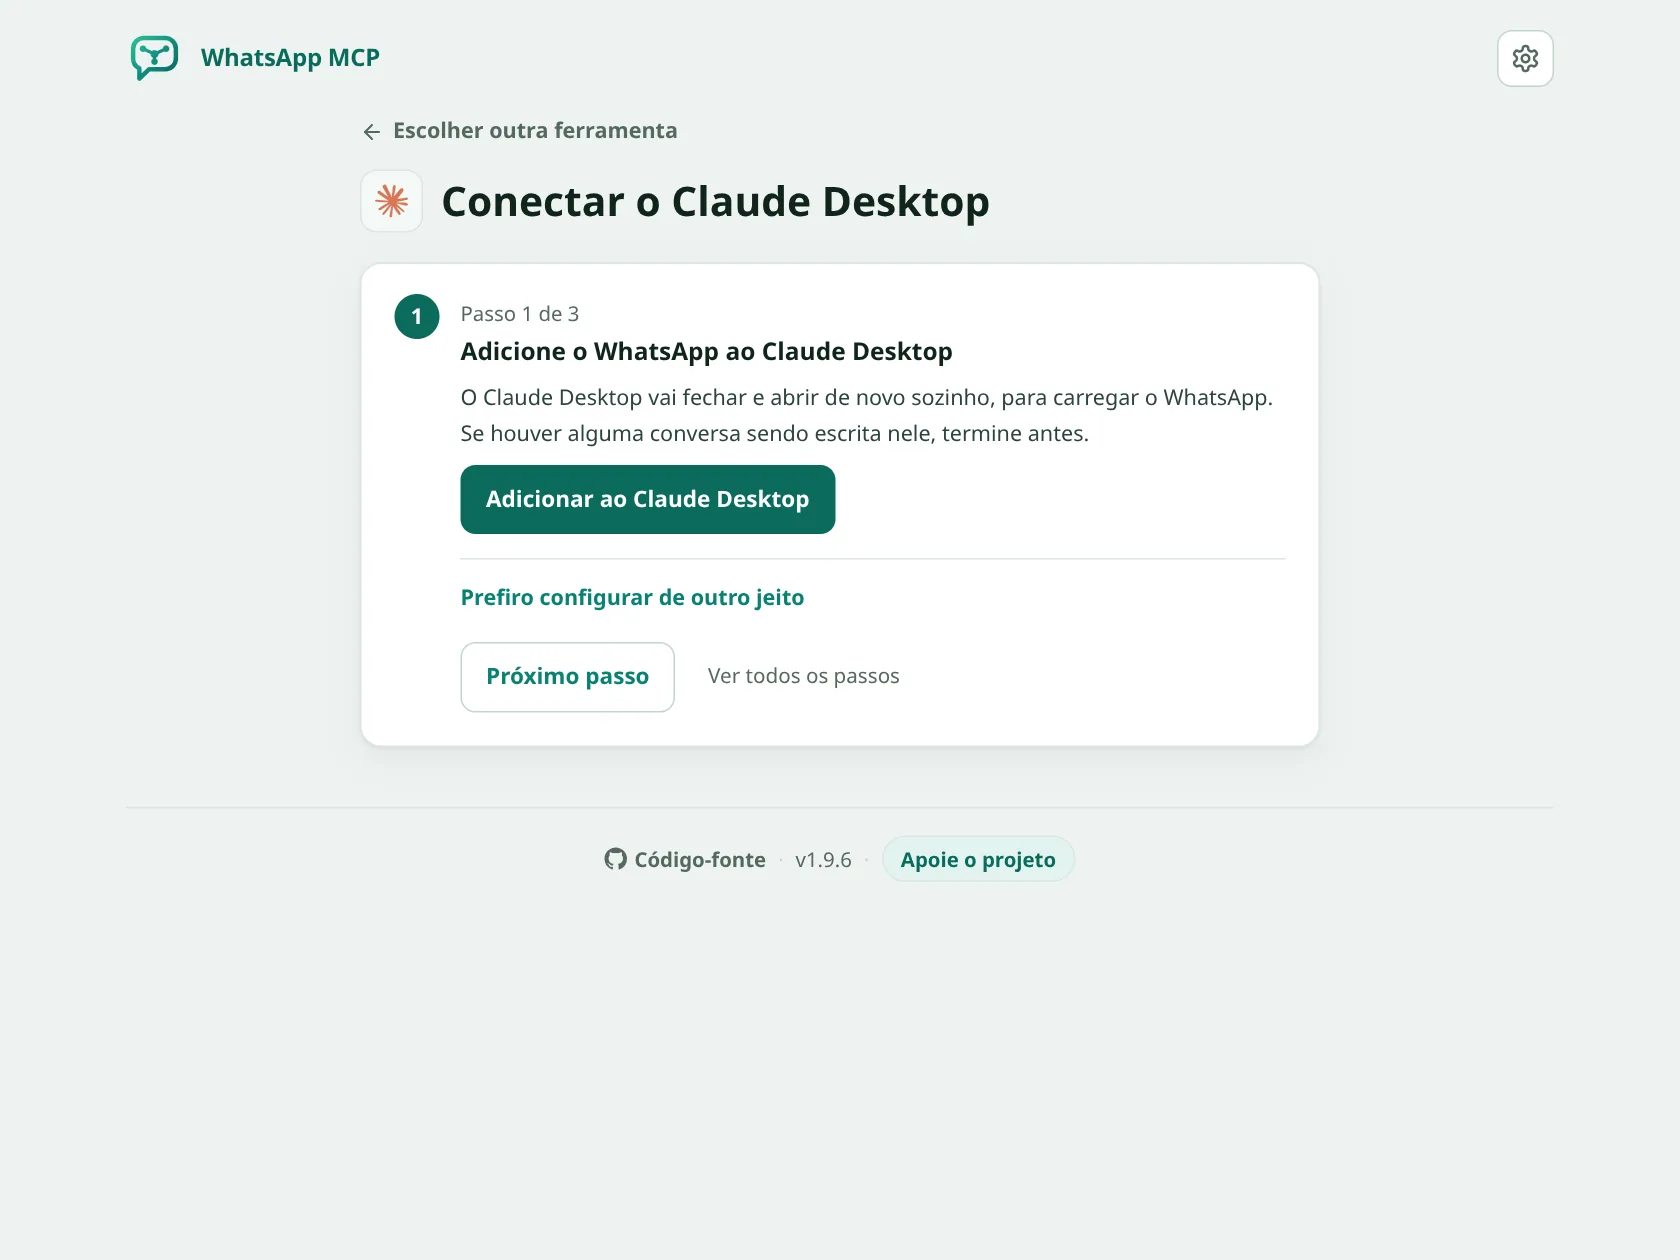 WhatsApp MCP
Escolher outra ferramenta
Conectar o Claude Desktop
1
Passo 1 de 3
Adicione o WhatsApp ao Claude Desktop
O Claude Desktop vai fechar e abrir de novo sozinho, para carregar o WhatsApp.
Se houver alguma conversa sendo escrita nele, termine antes.
Adicionar ao Claude Desktop
Prefiro configurar de outro jeito
Próximo passo
Ver todos os passos
Código-fonte · v1.9.6 · Apoie o projeto